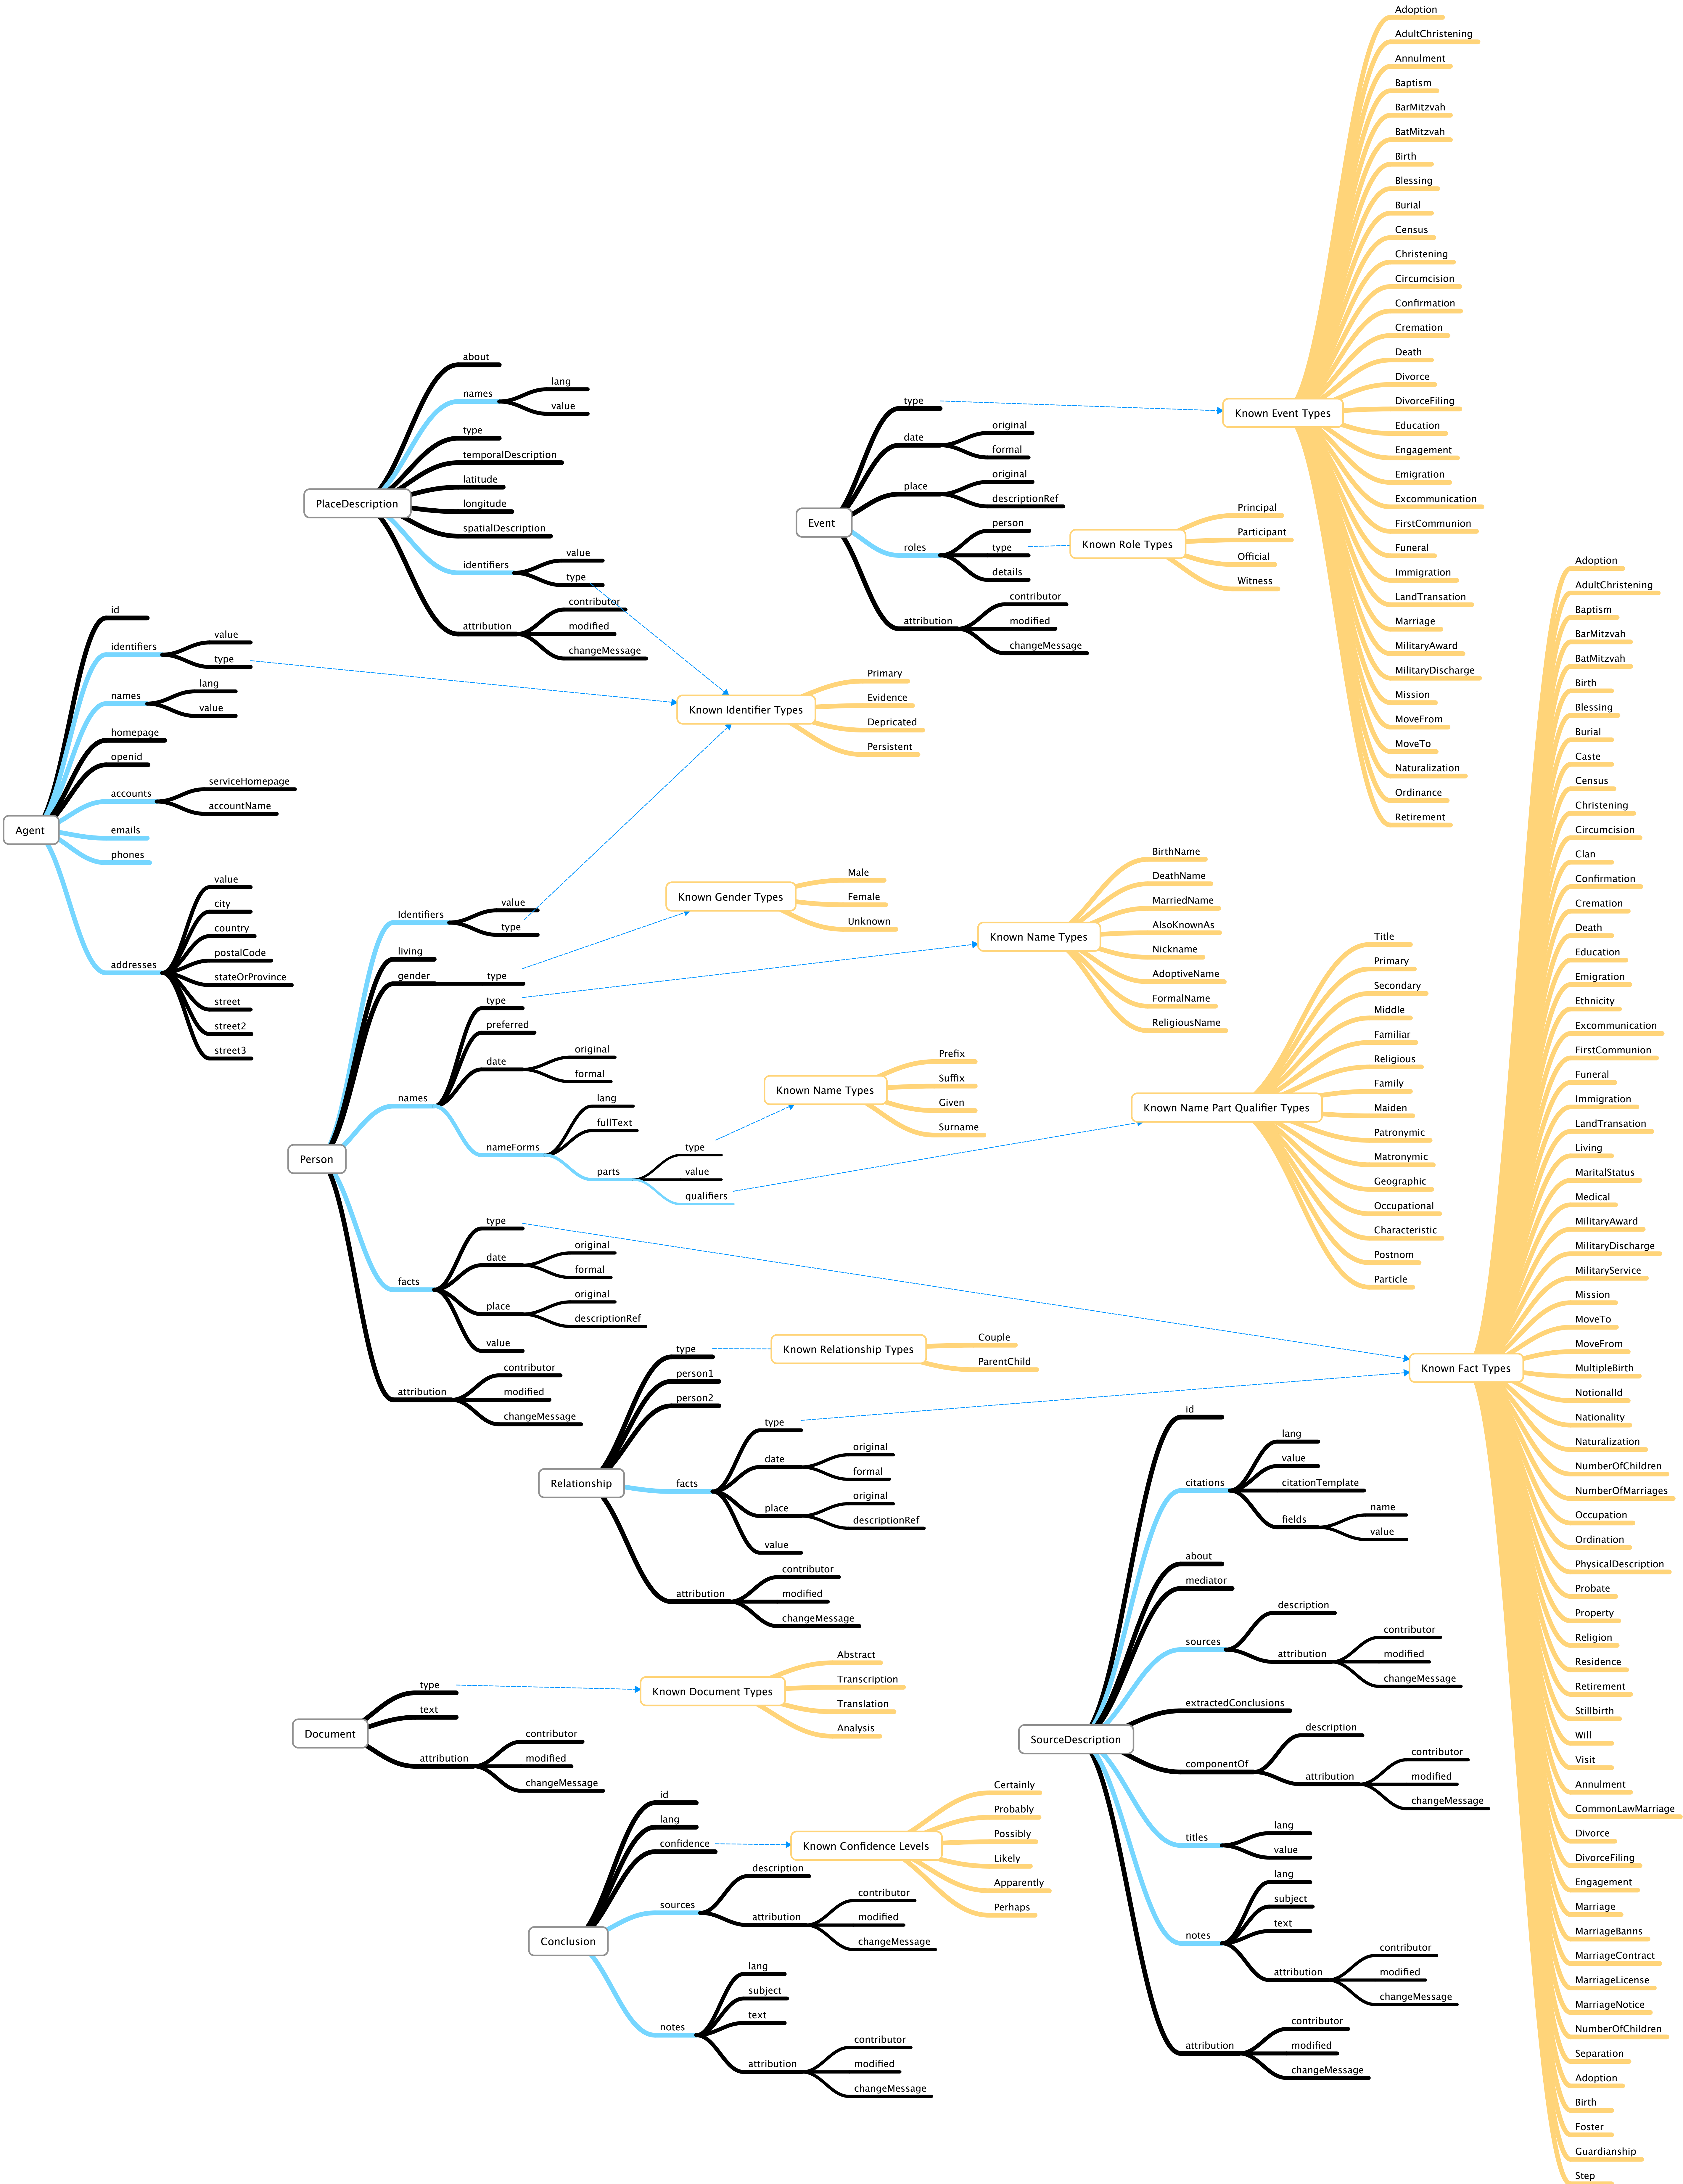 Agent
id
identifiers
value
type
names
lang
value
homepage
openid
accounts
serviceHomepage
accountName
emails
phones
addresses
value
city
country
postalCode
stateOrProvince
street
street2
street3
PlaceDescription
about
names
lang
value
type
temporalDescription
latitude
longitude
spatialDescription
identifiers
value
type
attribution
contributor
modified
changeMessage
Event
type
date
original
formal
place
original
descriptionRef
roles
person
type
details
attribution
contributor
modified
changeMessage
Known Role Types
Principal
Participant
Official
Witness
Known Event Types
Adoption
AdultChristening
Annulment
Baptism
BarMitzvah
BatMitzvah
Birth
Blessing
Burial
Census
Christening
Circumcision
Confirmation
Cremation
Death
Divorce
DivorceFiling
Education
Engagement
Emigration
Excommunication
FirstCommunion
Funeral
Immigration
LandTransation
Marriage
MilitaryAward
MilitaryDischarge
Mission
MoveFrom
MoveTo
Naturalization
Ordinance
Retirement
Known Identifier Types
Primary
Evidence
Depricated
Persistent
Person
Identifiers
value
type
living
gender
type
names
type
preferred
date
original
formal
nameForms
lang
fullText
parts
type
value
qualifiers
facts
type
date
original
formal
place
original
descriptionRef
value
attribution
contributor
modified
changeMessage
Known Gender Types
Male
Female
Unknown
Known Name Types
BirthName
DeathName
MarriedName
AlsoKnownAs
Nickname
AdoptiveName
FormalName
ReligiousName
Known Name Types
Prefix
Suffix
Given
Surname
Known Name Part Qualifier Types
Title
Primary
Secondary
Middle
Familiar
Religious
Family
Maiden
Patronymic
Matronymic
Geographic
Occupational
Characteristic
Postnom
Particle
Relationship
type
person1
person2
facts
type
date
original
formal
place
original
descriptionRef
value
attribution
contributor
modified
changeMessage
Known Relationship Types
Couple
ParentChild
Known Fact Types
Adoption
AdultChristening
Baptism
BarMitzvah
BatMitzvah
Birth
Blessing
Burial
Caste
Census
Christening
Circumcision
Clan
Confirmation
Cremation
Death
Education
Emigration
Ethnicity
Excommunication
FirstCommunion
Funeral
Immigration
LandTransation
Living
MaritalStatus
Medical
MilitaryAward
MilitaryDischarge
MilitaryService
Mission
MoveTo
MoveFrom
MultipleBirth
NotionalId
Nationality
Naturalization
NumberOfChildren
NumberOfMarriages
Occupation
Ordination
PhysicalDescription
Probate
Property
Religion
Residence
Retirement
Stillbirth
Will
Visit
Annulment
CommonLawMarriage
Divorce
DivorceFiling
Engagement
Marriage
MarriageBanns
MarriageContract
MarriageLicense
MarriageNotice
NumberOfChildren
Separation
Adoption
Birth
Foster
Guardianship
Step
Document
type
text
attribution
contributor
modified
changeMessage
Known Document Types
Abstract
Transcription
Translation
Analysis
Conclusion
id
lang
confidence
sources
description
attribution
contributor
modified
changeMessage
notes
lang
subject
text
attribution
contributor
modified
changeMessage
Known Confidence Levels
Certainly
Probably
Possibly
Likely
Apparently
Perhaps
SourceDescription
id
citations
lang
value
citationTemplate
fields
name
value
about
mediator
sources
description
attribution
contributor
modified
changeMessage
extractedConclusions
componentOf
description
attribution
contributor
modified
changeMessage
titles
lang
value
notes
lang
subject
text
attribution
contributor
modified
changeMessage
attribution
contributor
modified
changeMessage